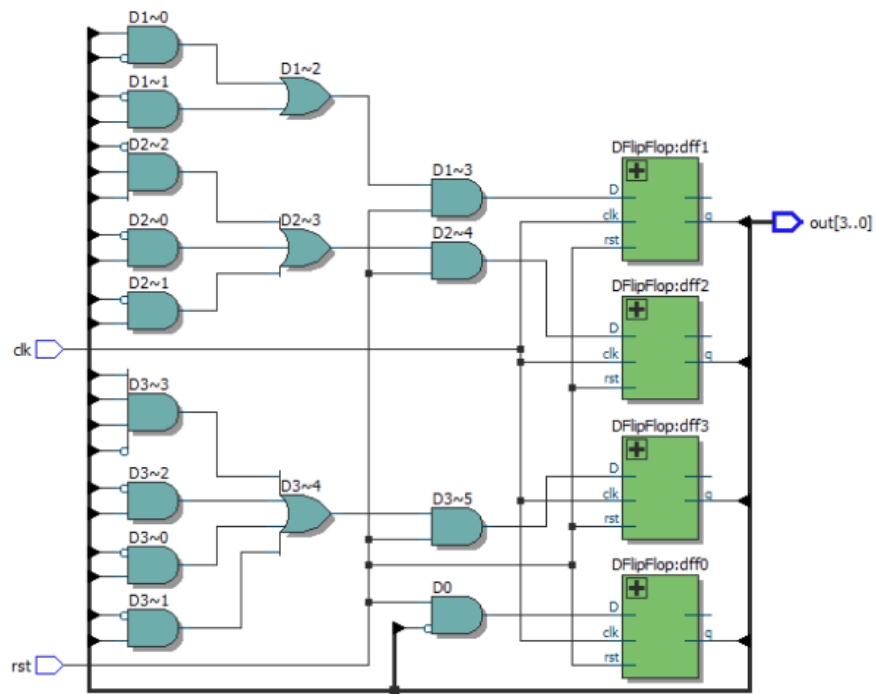 D1~0
D1~2
D1~1
DFlipFlop:dff1
D2~2
D1~3
D
D2~0
D2~3
D2~4
clk
q
out[3..0]
rst
D2~1
DFlipFlop:dff2
D
clk
clk
q
D3~3
rst
DFlipFlop:dff3
D3~2
D
D3~4
D3~5
clk
q
D3~0
rst
DFlipFlop:dff0
D3~1
D0
D
clk
q
rst
rst